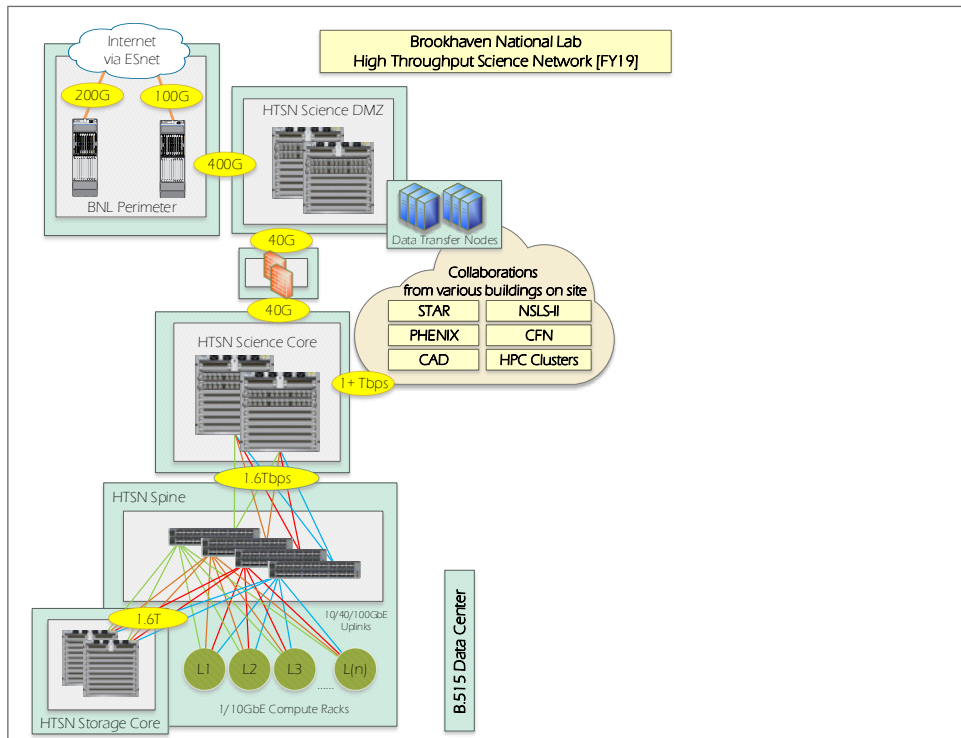 Internet
via ESnet
Brookhaven National Lab
High Throughput Science Network [FY19]
200G
100G
HTSN Science DMZ
400G
BNL Perimeter
Data Transfer Nodes
40G
Collaborations
from various buildings on site
40G
STAR
NSLS-II
PHENIX
CFN
CAD
HPC Clusters
HTSN Science Core
1+ Tbps
1.6Tbps
HTSN Spine
1.6T
10/40/100GbE
Uplinks
L1
L2
L3
......
L(n)
1/10GbE Compute Racks
HTSN Storage Core
B.515 Data Center